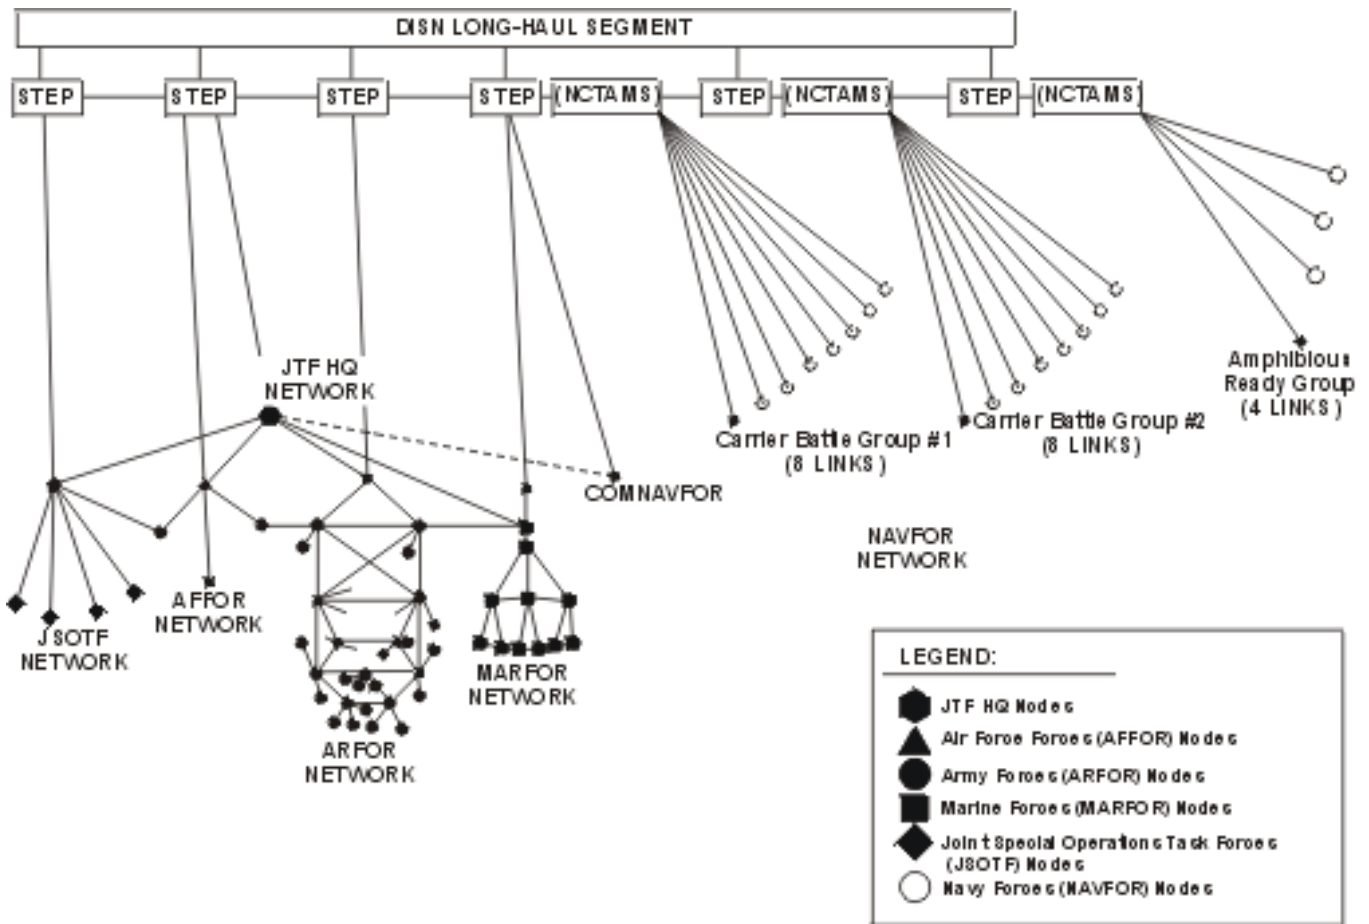 DISN LONG-HAUL SEGMENT
STEP STEP STEP STEP (NCTAMS) STEP (NCTAMS) STEP (NCTAMS)
JTF HQ
NETWORK
Amphibious
Ready Group
(4 LINKS)
Carrier Battle Group #1
(8 LINKS)
Carrier Battle Group #2
(8 LINKS)
COMNAVFOR
NAVFOR
NETWORK
AFFOR
NETWORK
JSOTF
NETWORK
MARFOR
NETWORK
ARFOR
NETWORK
LEGEND:
JTF HQ Nodes
Air Force Forces (AFFOR) Nodes
Army Forces (ARFOR) Nodes
Marine Forces (MARFOR) Nodes
Joint Special Operations Task Forces
(JSOTF) Nodes
Navy Forces (NAVFOR) Nodes